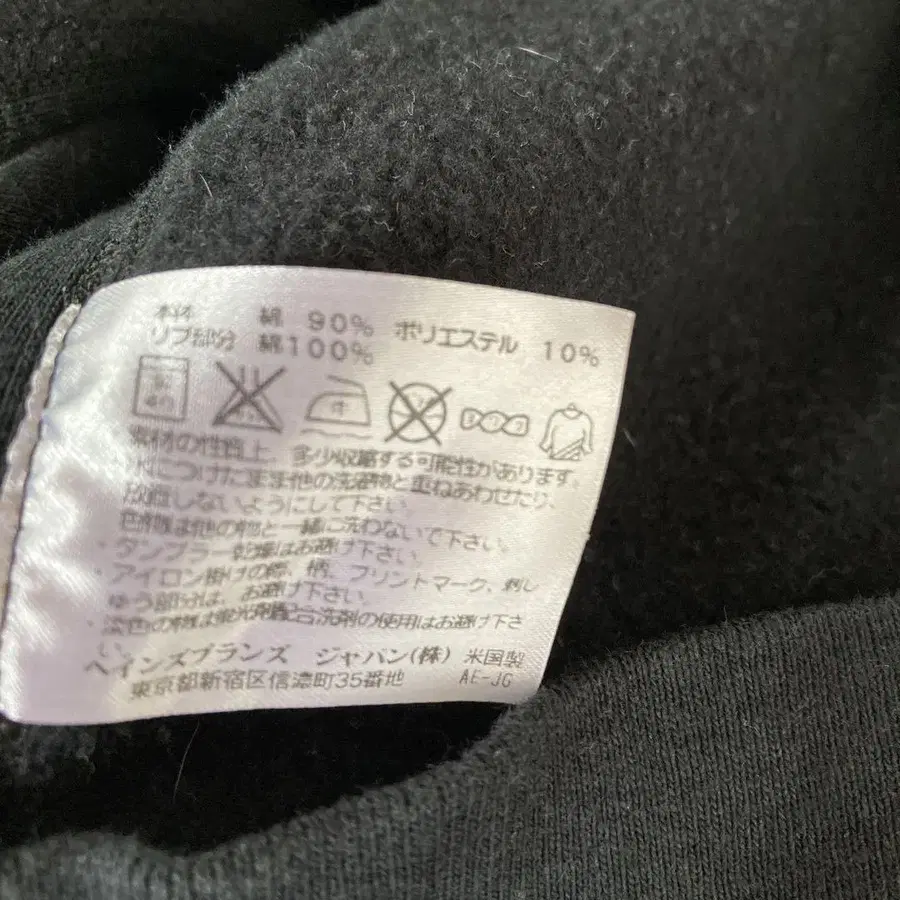 本体 綿 90% ポリエステル 10%
リブ部分 綿100%
40 中
素材の性質上、多少収縮する可能性があります。
水につけたまま他の洗濯物と重ねあわせたり、
放置しないようにして下さい。
色物は他の物と一緒に洗わないで下さい。
・タンブラー乾燥はお避け下さい。
・アイロン掛けの際、柄、プリントマーク、刺し
ゅう部分は、お避け下さい。
・淡色の物は蛍光剤配合洗剤の使用はお避け下さ
い。
ヘインズブランズ ジャパン(株) 米国製
東京都新宿区信濃町35番地 AE-JG